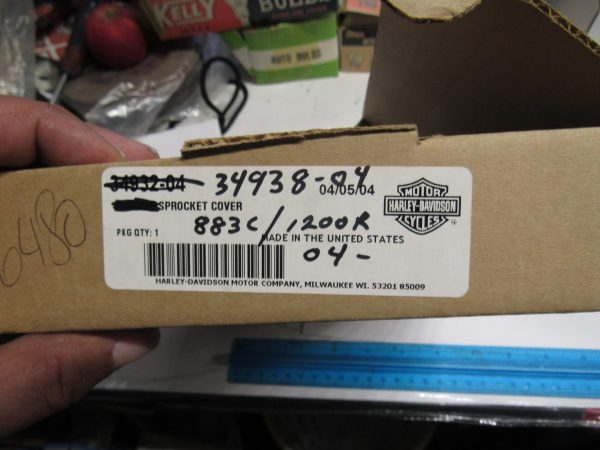 KELLY
BULBS
AUTO BULBS
34932-04 34938-04
04/05/04
SPROCKET COVER
883C/1200R
PKG QTY: 1
MADE IN THE UNITED STATES
04-
HARLEY-DAVIDSON MOTOR COMPANY, MILWAUKEE WI. 53201 85009
MOTOR
HARLEY-DAVIDSON
CYCLES
®
0480